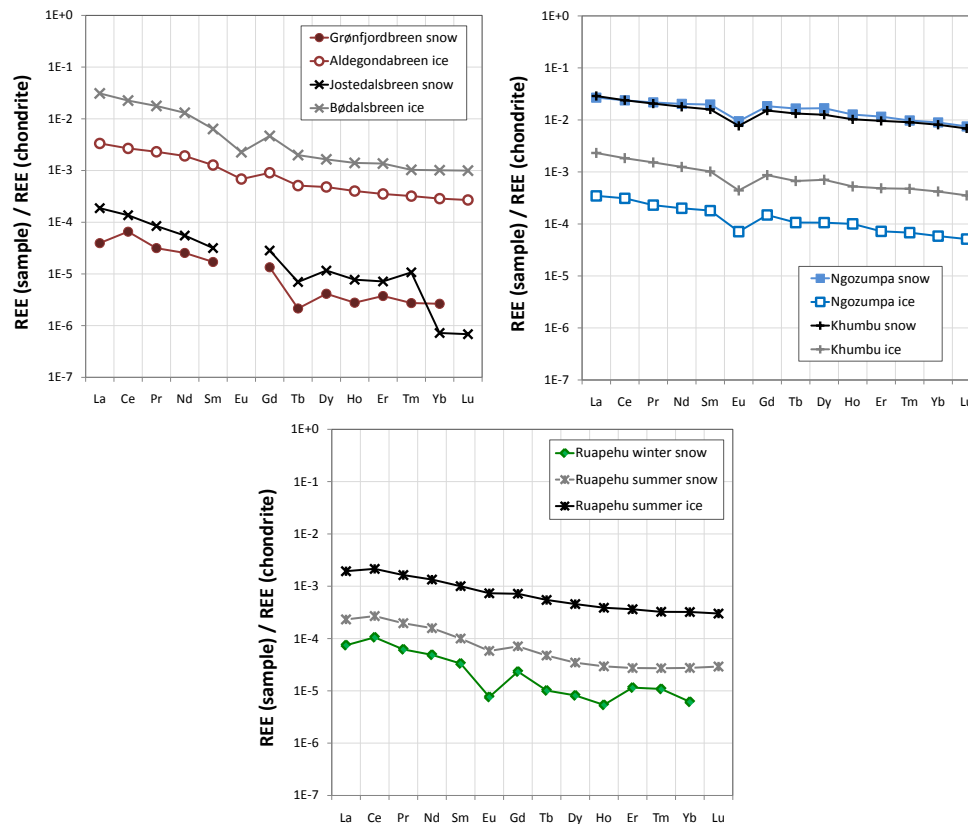 REE (sample) / REE (chondrite)
1E+0
1E-1
1E-2
1E-3
1E-4
1E-5
1E-6
1E-7
Grønfjordbreen snow
Aldegondabreen ice
Jostedalsbreen snow
Bødalsbreen ice
La Ce Pr Nd Sm Eu Gd Tb Dy Ho Er Tm Yb Lu
REE (sample) / REE (chondrite)
1E+0
1E-1
1E-2
1E-3
1E-4
1E-5
1E-6
1E-7
Ngozumpa snow
Ngozumpa ice
Khumbu snow
Khumbu ice
La Ce Pr Nd Sm Eu Gd Tb Dy Ho Er Tm Yb Lu
REE (sample) / REE (chondrite)
1E+0
1E-1
1E-2
1E-3
1E-4
1E-5
1E-6
1E-7
Ruapehu winter snow
Ruapehu summer snow
Ruapehu summer ice
La Ce Pr Nd Sm Eu Gd Tb Dy Ho Er Tm Yb Lu